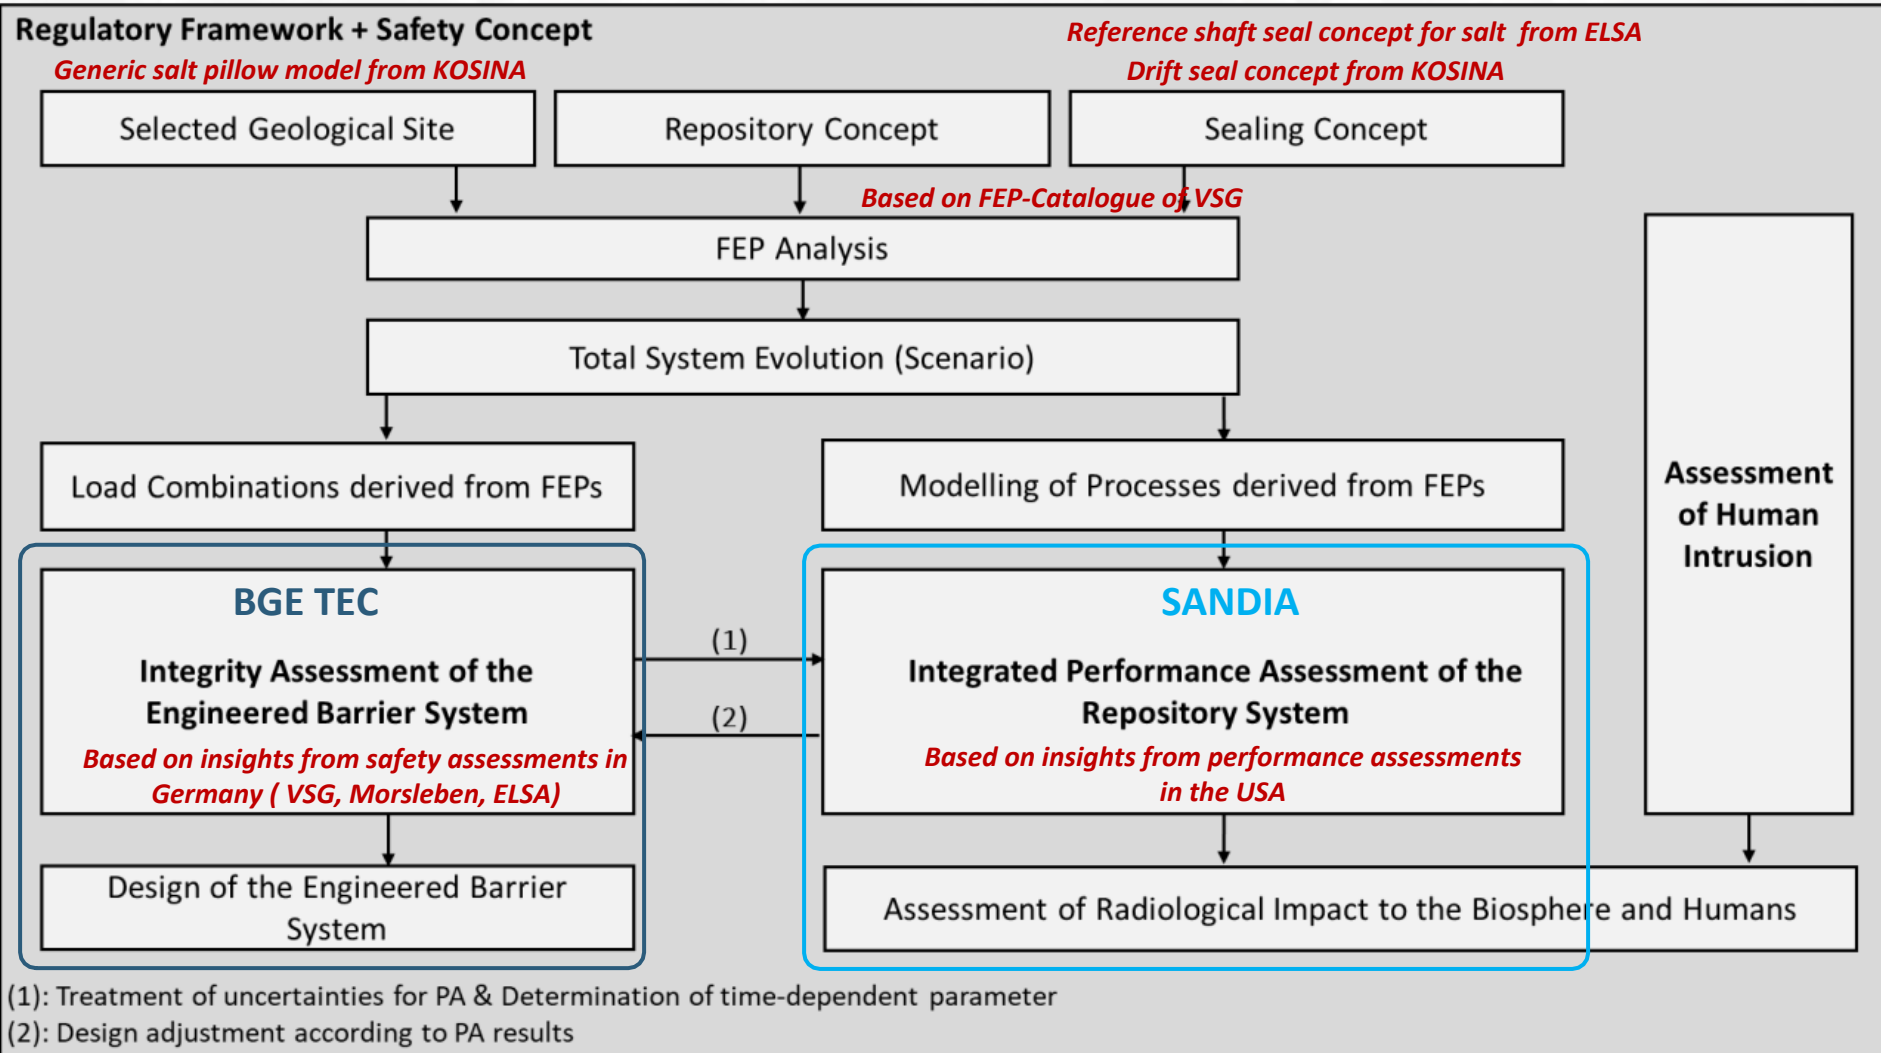 Regulatory Framework + Safety Concept
Generic salt pillow model from KOSINA
Reference shaft seal concept for salt from ELSA
Drift seal concept from KOSINA
Selected Geological Site
Repository Concept
Sealing Concept
Based on FEP-Catalogue of VSG
FEP Analysis
Total System Evolution (Scenario)
Load Combinations derived from FEPs
Modelling of Processes derived from FEPs
Assessment
of Human
Intrusion
BGE TEC
Integrity Assessment of the
Engineered Barrier System
Based on insights from safety assessments in
Germany ( VSG, Morsleben, ELSA)
(1)
(2)
SANDIA
Integrated Performance Assessment of the
Repository System
Based on insights from performance assessments
in the USA
Design of the Engineered Barrier
System
Assessment of Radiological Impact to the Biosphere and Humans
(1): Treatment of uncertainties for PA & Determination of time-dependent parameter
(2): Design adjustment according to PA results